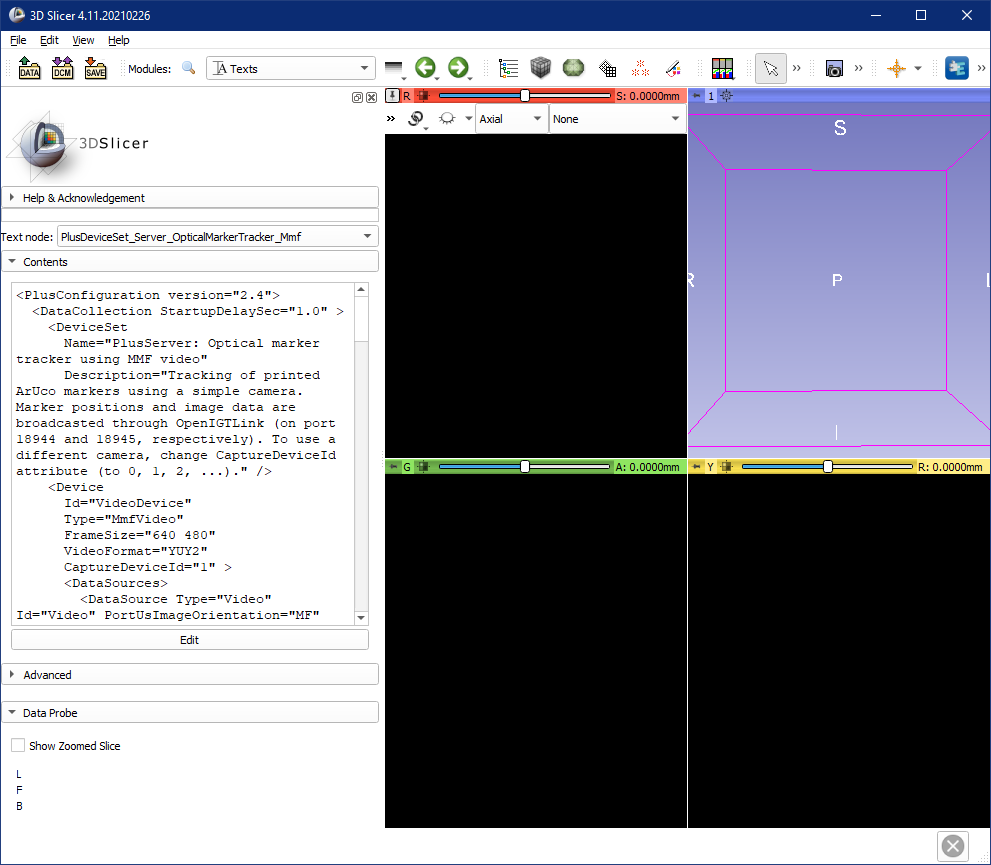 3D Slicer 4.11.20210226
File Edit View Help
DATA DCM SAVE Modules: Texts
3DSlicer
Help & Acknowledgement
Text node: PlusDeviceSet_Server_OpticalMarkerTracker_Mmf
Contents
<PlusConfiguration version="2.4">
<DataCollection StartupDelaySec="1.0" >
<DeviceSet
Name="PlusServer: Optical marker
tracker using MMF video"
Description="Tracking of printed
ArUco markers using a simple camera.
Marker positions and image data are
broadcasted through OpenIGTLink (on port
18944 and 18945, respectively). To use a
different camera, change CaptureDeviceId
attribute (to 0, 1, 2, ...)." />
<Device
Id="VideoDevice"
Type="MmfVideo"
FrameSize="640 480"
VideoFormat="YUY2"
CaptureDeviceId="1" >
<DataSources>
<DataSource Type="Video"
Id="Video" PortUsImageOrientation="MF"
Edit
Advanced
Data Probe
Show Zoomed Slice
L
F
B
R S: 0.0000mm
Axial None
1
S
R P L
I
G A: 0.0000mm
Y R: 0.0000mm